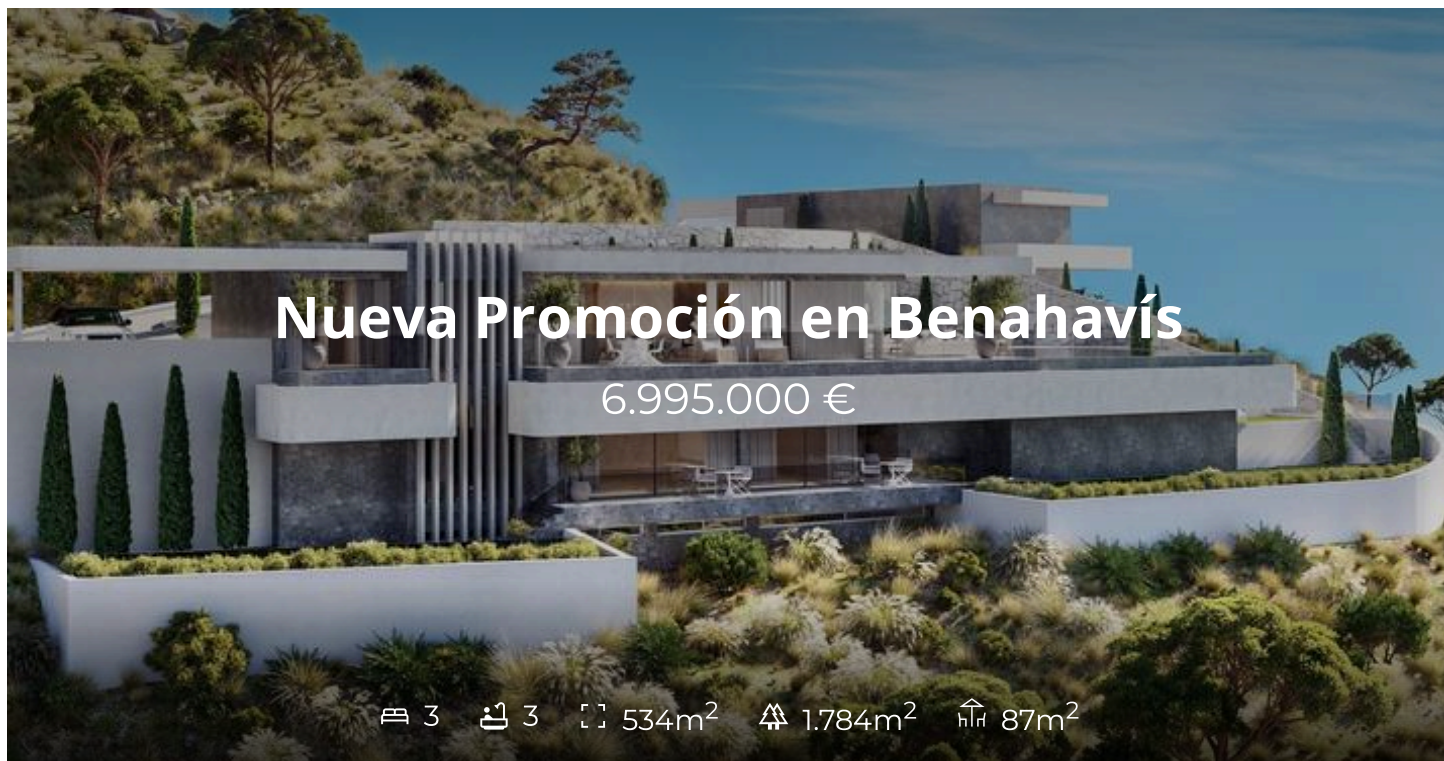 Nueva Promoción en Benahavís
6.995.000 €
3 3 534m² 1.784m² 87m²